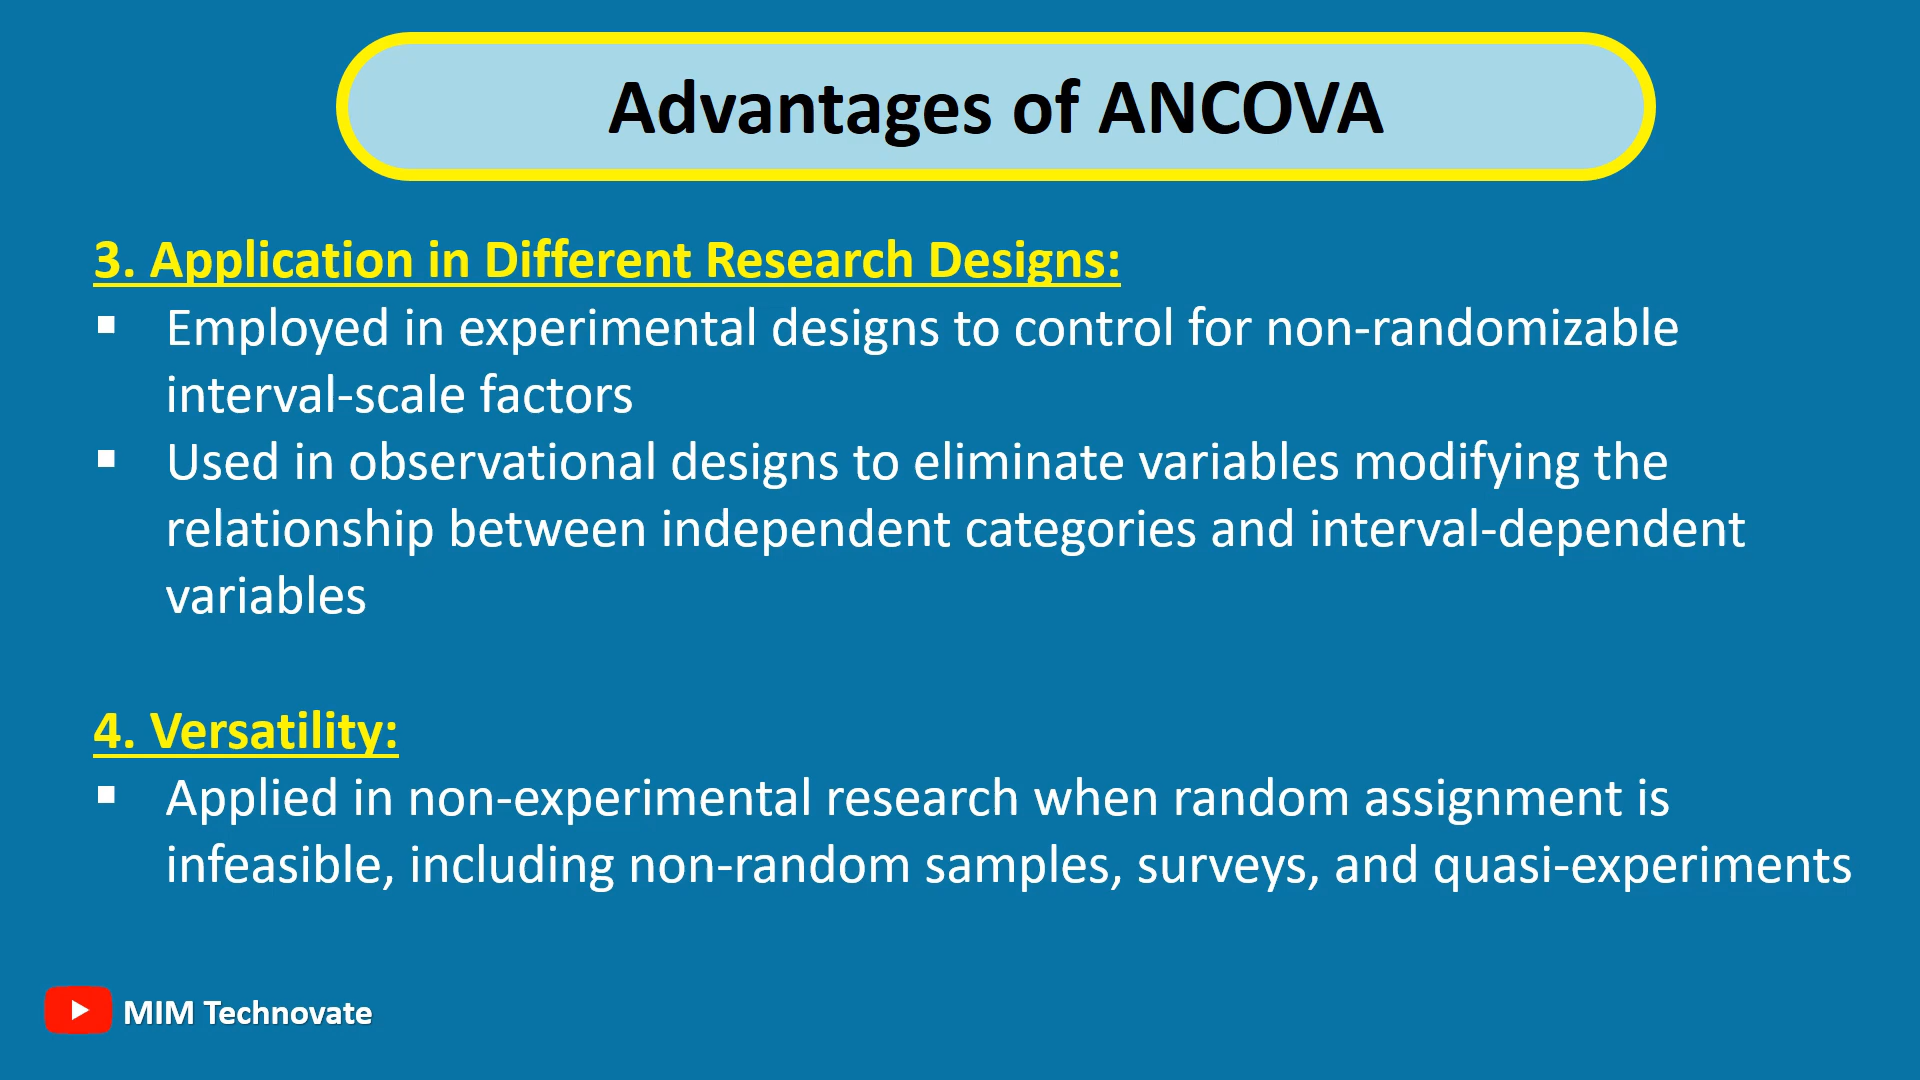 Advantages of ANCOVA
3. Application in Different Research Designs:
▪ Employed in experimental designs to control for non-randomizable
interval-scale factors
▪ Used in observational designs to eliminate variables modifying the
relationship between independent categories and interval-dependent
variables
4. Versatility:
▪ Applied in non-experimental research when random assignment is
infeasible, including non-random samples, surveys, and quasi-experiments
MIM Technovate